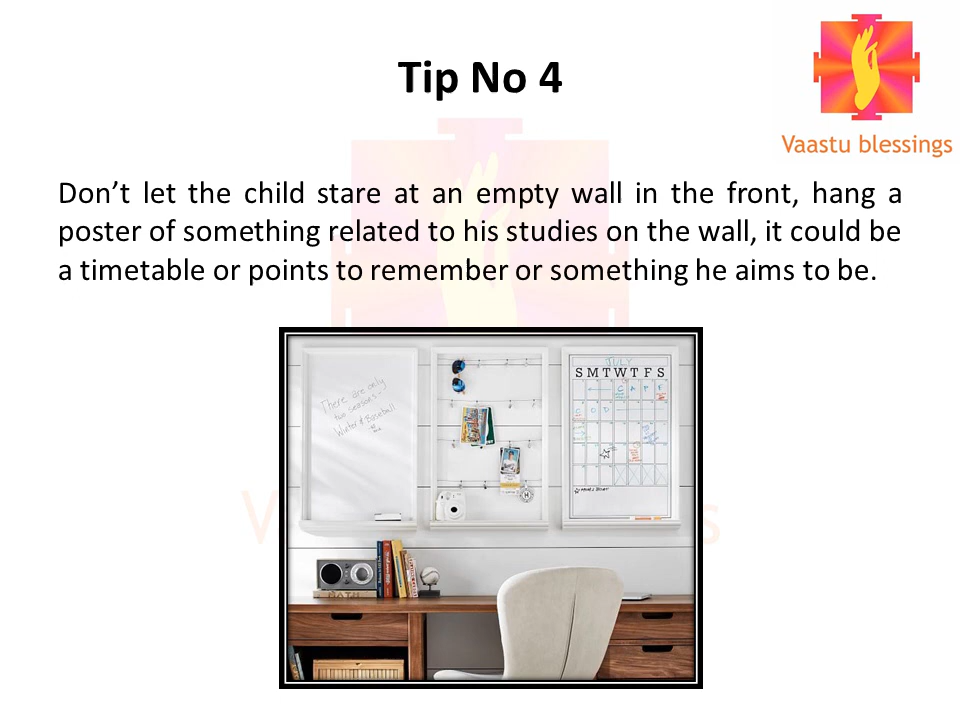 Tip No 4
Vaastu blessings
Don’t let the child stare at an empty wall in the front, hang a
poster of something related to his studies on the wall, it could be
a timetable or points to remember or something he aims to be.
There are only
two seasons -
Winter & Baseball
JULY
S M T W T F S
C A P E
C O D